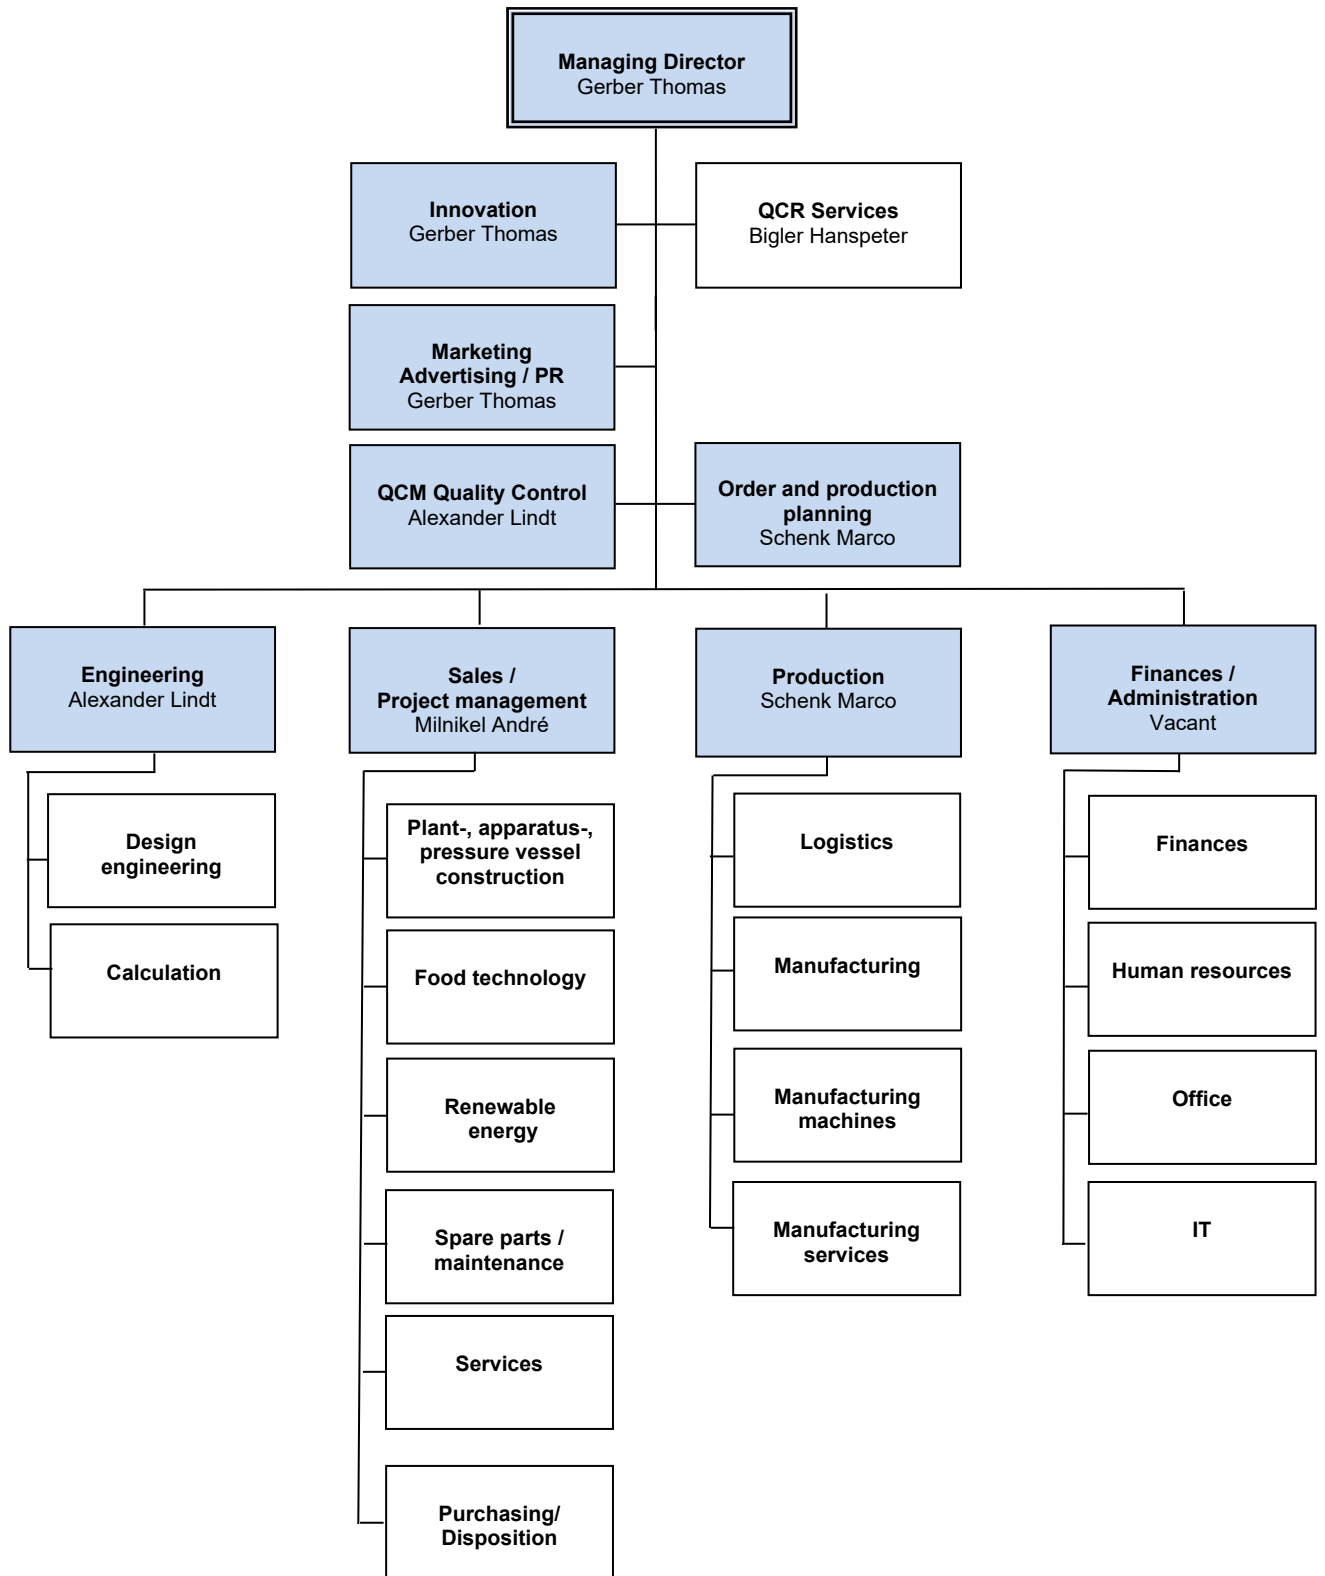 Managing Director
Gerber Thomas
Innovation
Gerber Thomas
QCR Services
Bigler Hanspeter
Marketing
Advertising / PR
Gerber Thomas
QCM Quality Control
Alexander Lindt
Order and production
planning
Schenk Marco
Engineering
Alexander Lindt
Sales /
Project management
Milnikel André
Production
Schenk Marco
Finances /
Administration
Vacant
Design
engineering
Calculation
Plant-, apparatus-,
pressure vessel
construction
Food technology
Renewable
energy
Spare parts /
maintenance
Services
Purchasing/
Disposition
Logistics
Manufacturing
Manufacturing
machines
Manufacturing
services
Finances
Human resources
Office
IT